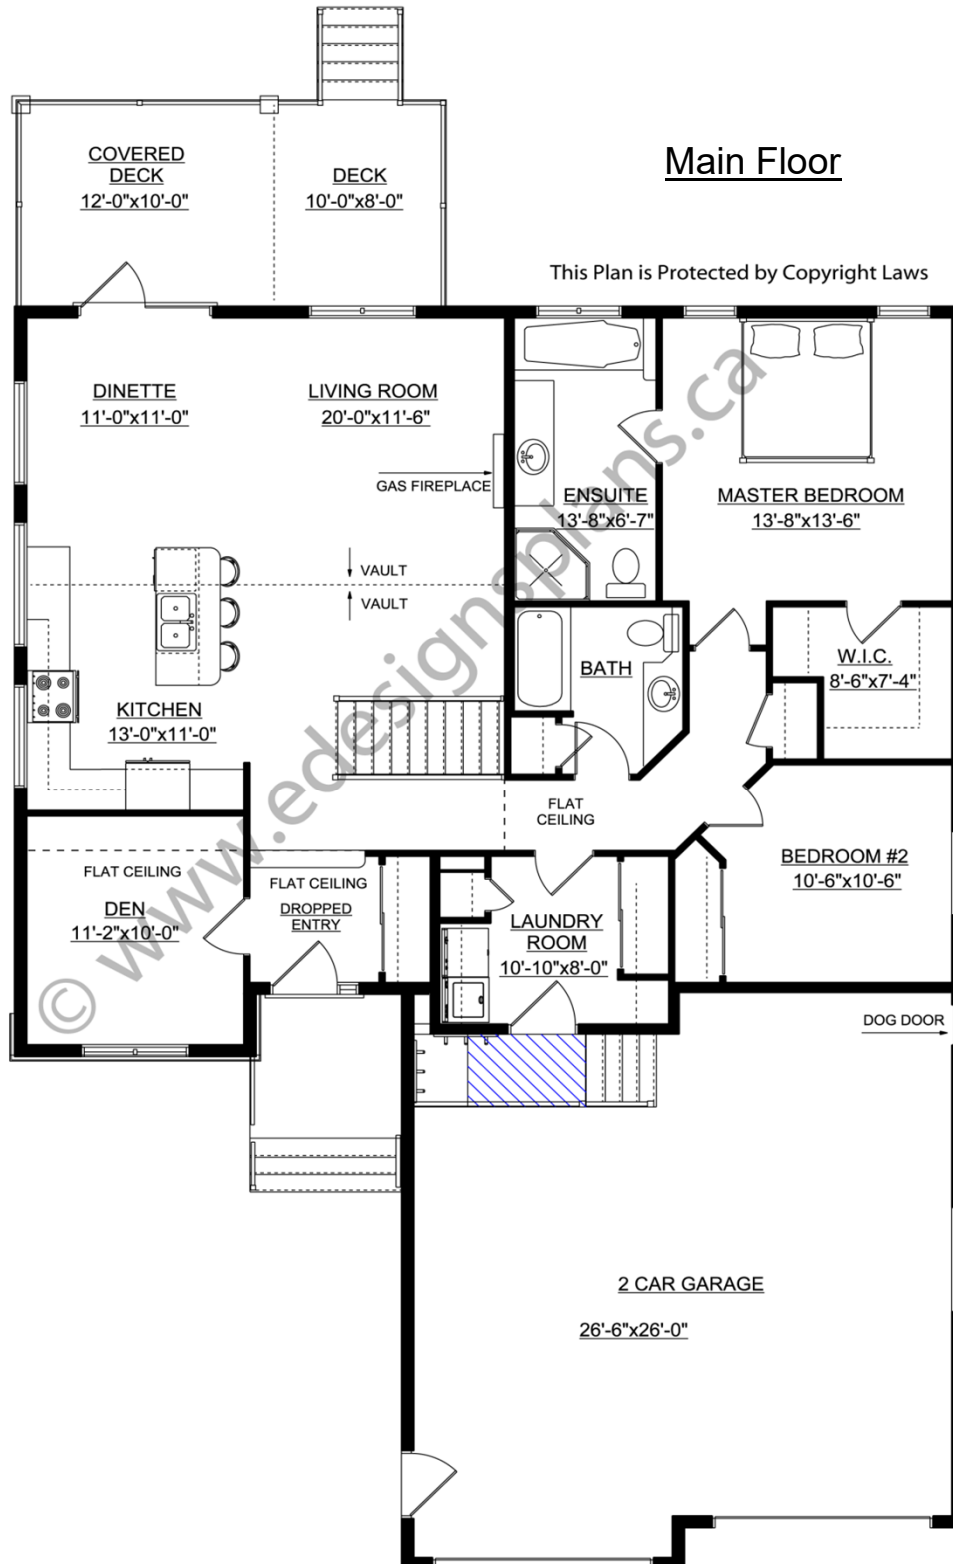 Main Floor
This Plan is Protected by Copyright Laws
COVERED
DECK
12'-0"x10'-0"
DECK
10'-0"x8'-0"
DINETTE
11'-0"x11'-0"
LIVING ROOM
20'-0"x11'-6"
GAS FIREPLACE
ENSUITE
13'-8"x6'-7"
MASTER BEDROOM
13'-8"x13'-6"
VAULT
VAULT
BATH
W.I.C.
8'-6"x7'-4"
KITCHEN
13'-0"x11'-0"
FLAT
CEILING
FLAT CEILING
DEN
11'-2"x10'-0"
FLAT CEILING
DROPPED
ENTRY
LAUNDRY
ROOM
10'-10"x8'-0"
BEDROOM #2
10'-6"x10'-6"
DOG DOOR
2 CAR GARAGE
26'-6"x26'-0"
© www.edesignsplans.ca